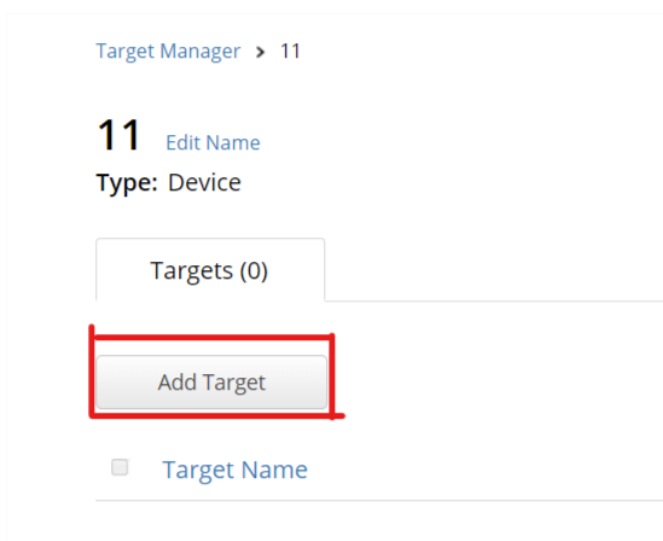 Target Manager > 11
11 Edit Name
Type: Device
Targets (0)
Add Target
Target Name